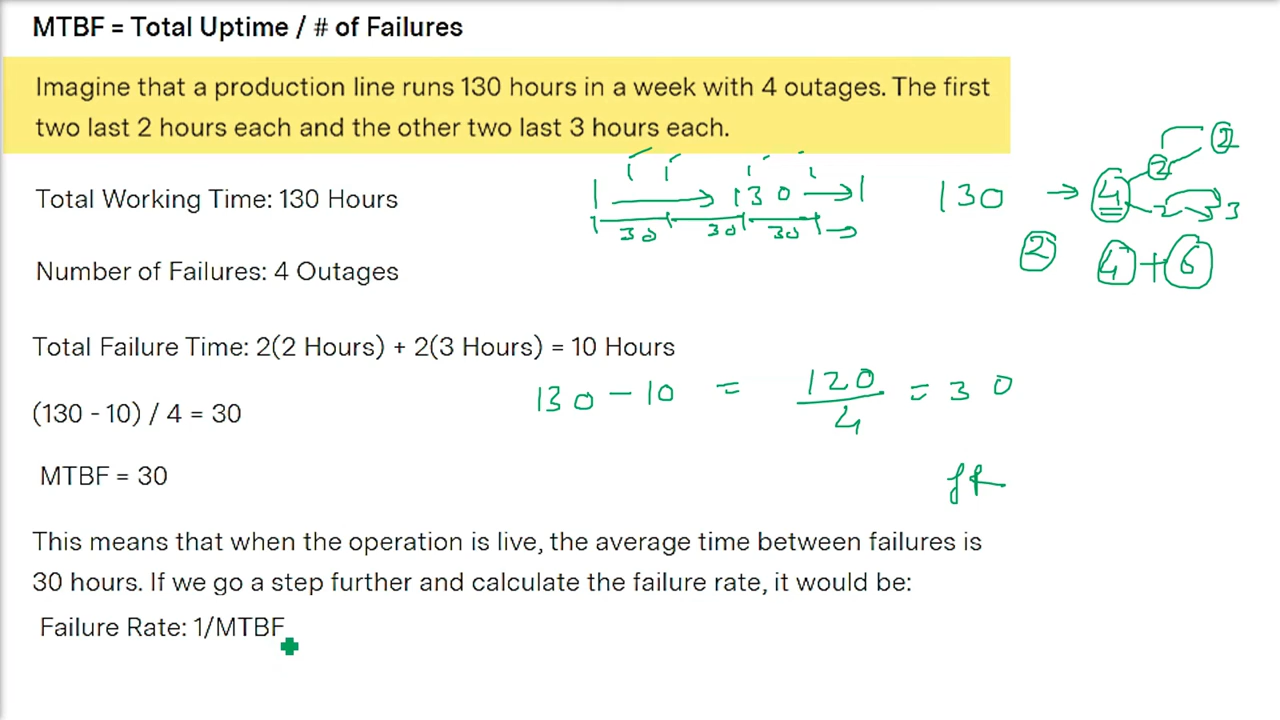 MTBF = Total Uptime / # of Failures
Imagine that a production line runs 130 hours in a week with 4 outages. The first
two last 2 hours each and the other two last 3 hours each.
Total Working Time: 130 Hours
130
30 30 30
130 → 4 2 2
2 3
2 4 + 6
Number of Failures: 4 Outages
Total Failure Time: 2(2 Hours) + 2(3 Hours) = 10 Hours
130 - 10 = 120/4 = 30
(130 - 10) / 4 = 30
MTBF = 30
This means that when the operation is live, the average time between failures is
30 hours. If we go a step further and calculate the failure rate, it would be:
Failure Rate: 1/MTBF